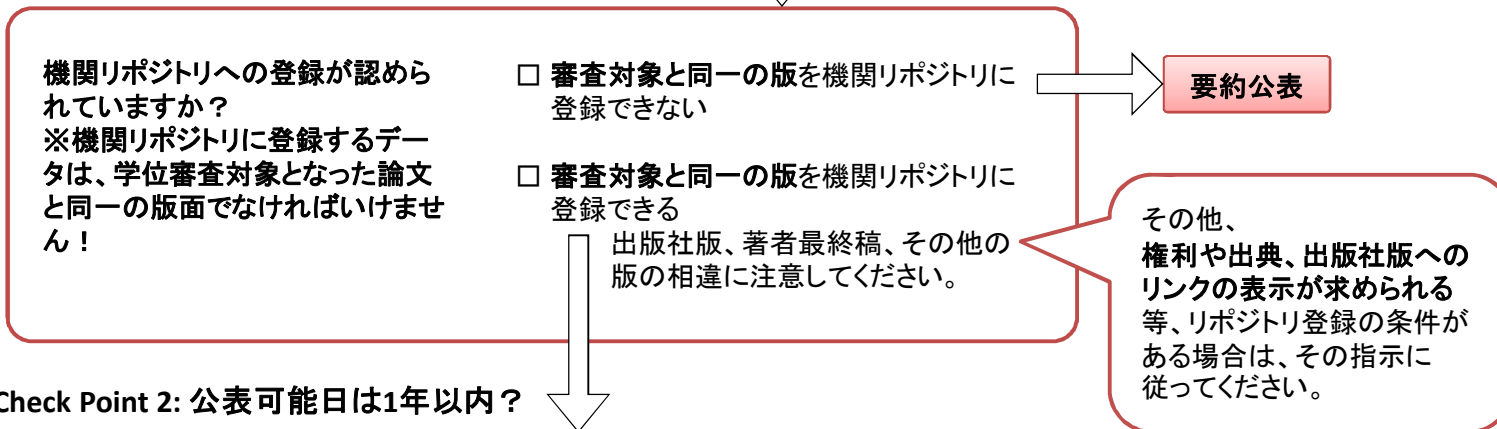 機関リポジトリへの登録が認めら
れていますか？
※機関リポジトリに登録するデー
タは、学位審査対象となった論文
と同一の版面でなければいけませ
ん！
□ 審査対象と同一の版を機関リポジトリに
登録できない
□ 審査対象と同一の版を機関リポジトリに
登録できる
出版社版、著者最終稿、その他の
版の相違に注意してください。
要約公表
その他、
権利や出典、出版社版への
リンクの表示が求められる
等、リポジトリ登録の条件が
ある場合は、その指示に
従ってください。
Check Point 2: 公表可能日は1年以内？